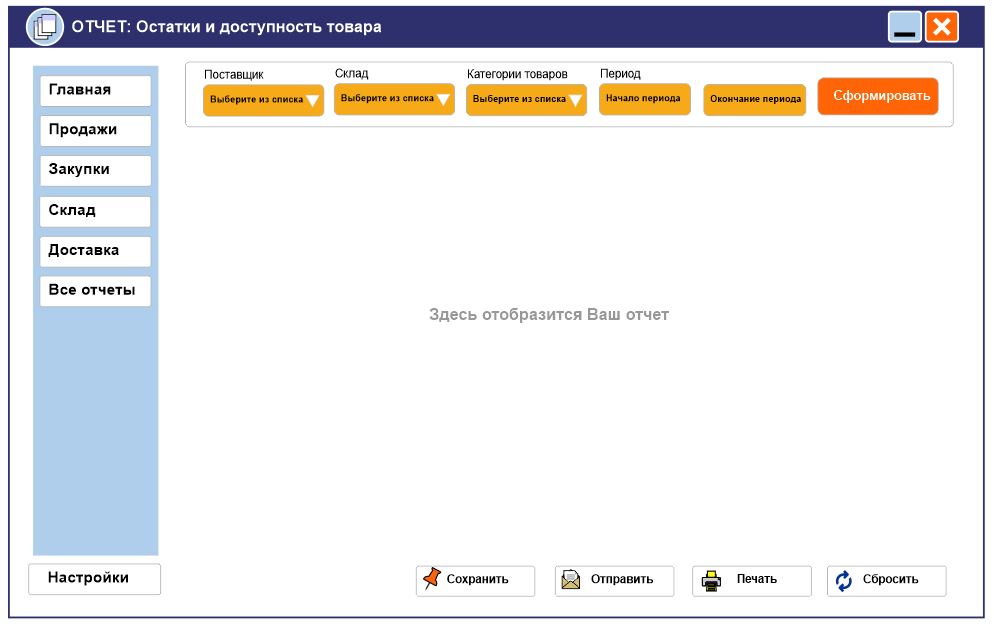 ОТЧЕТ: Остатки и доступность товара
Главная
Продажи
Закупки
Склад
Доставка
Все отчеты
Настройки
Поставщик
Выберите из списка
Склад
Выберите из списка
Категории товаров
Выберите из списка
Период
Начало периода
Окончание периода
Сформировать
Здесь отобразится Ваш отчет
Сохранить
Отправить
Печать
Сбросить